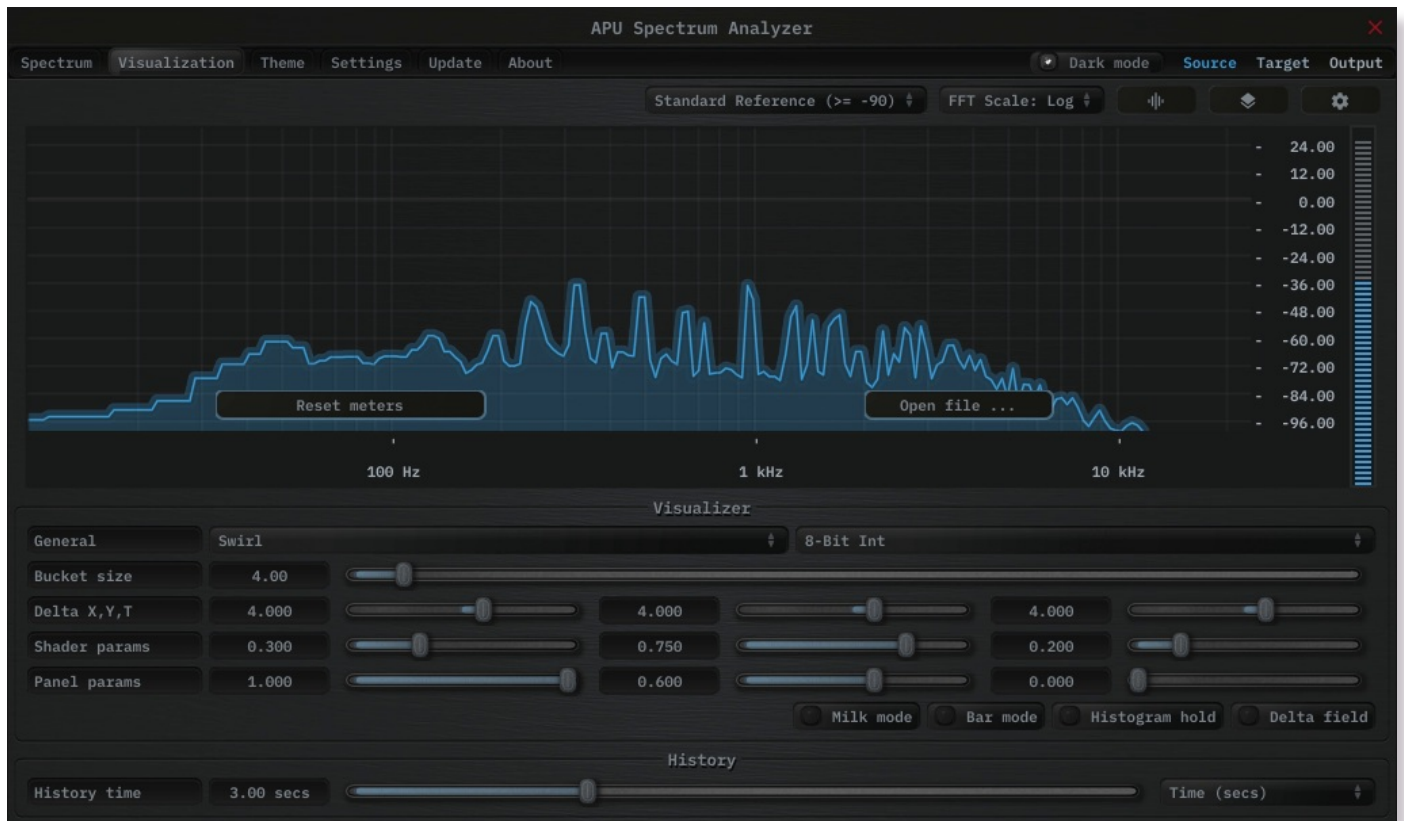 APU Spectrum Analyzer
Spectrum Visualization Theme Settings Update About Dark mode Source Target Output
Standard Reference (>= -90) FFT Scale: Log
- 24.00
- 12.00
- 0.00
- -12.00
- -24.00
- -36.00
- -48.00
- -60.00
- -72.00
- -84.00
- -96.00
Reset meters Open file ...
100 Hz 1 kHz 10 kHz
Visualizer
General Swirl 8-Bit Int
Bucket size 4.00
Delta X,Y,T 4.000 4.000 4.000
Shader params 0.300 0.750 0.200
Panel params 1.000 0.600 0.000
Milk mode Bar mode Histogram hold Delta field
History
History time 3.00 secs Time (secs)